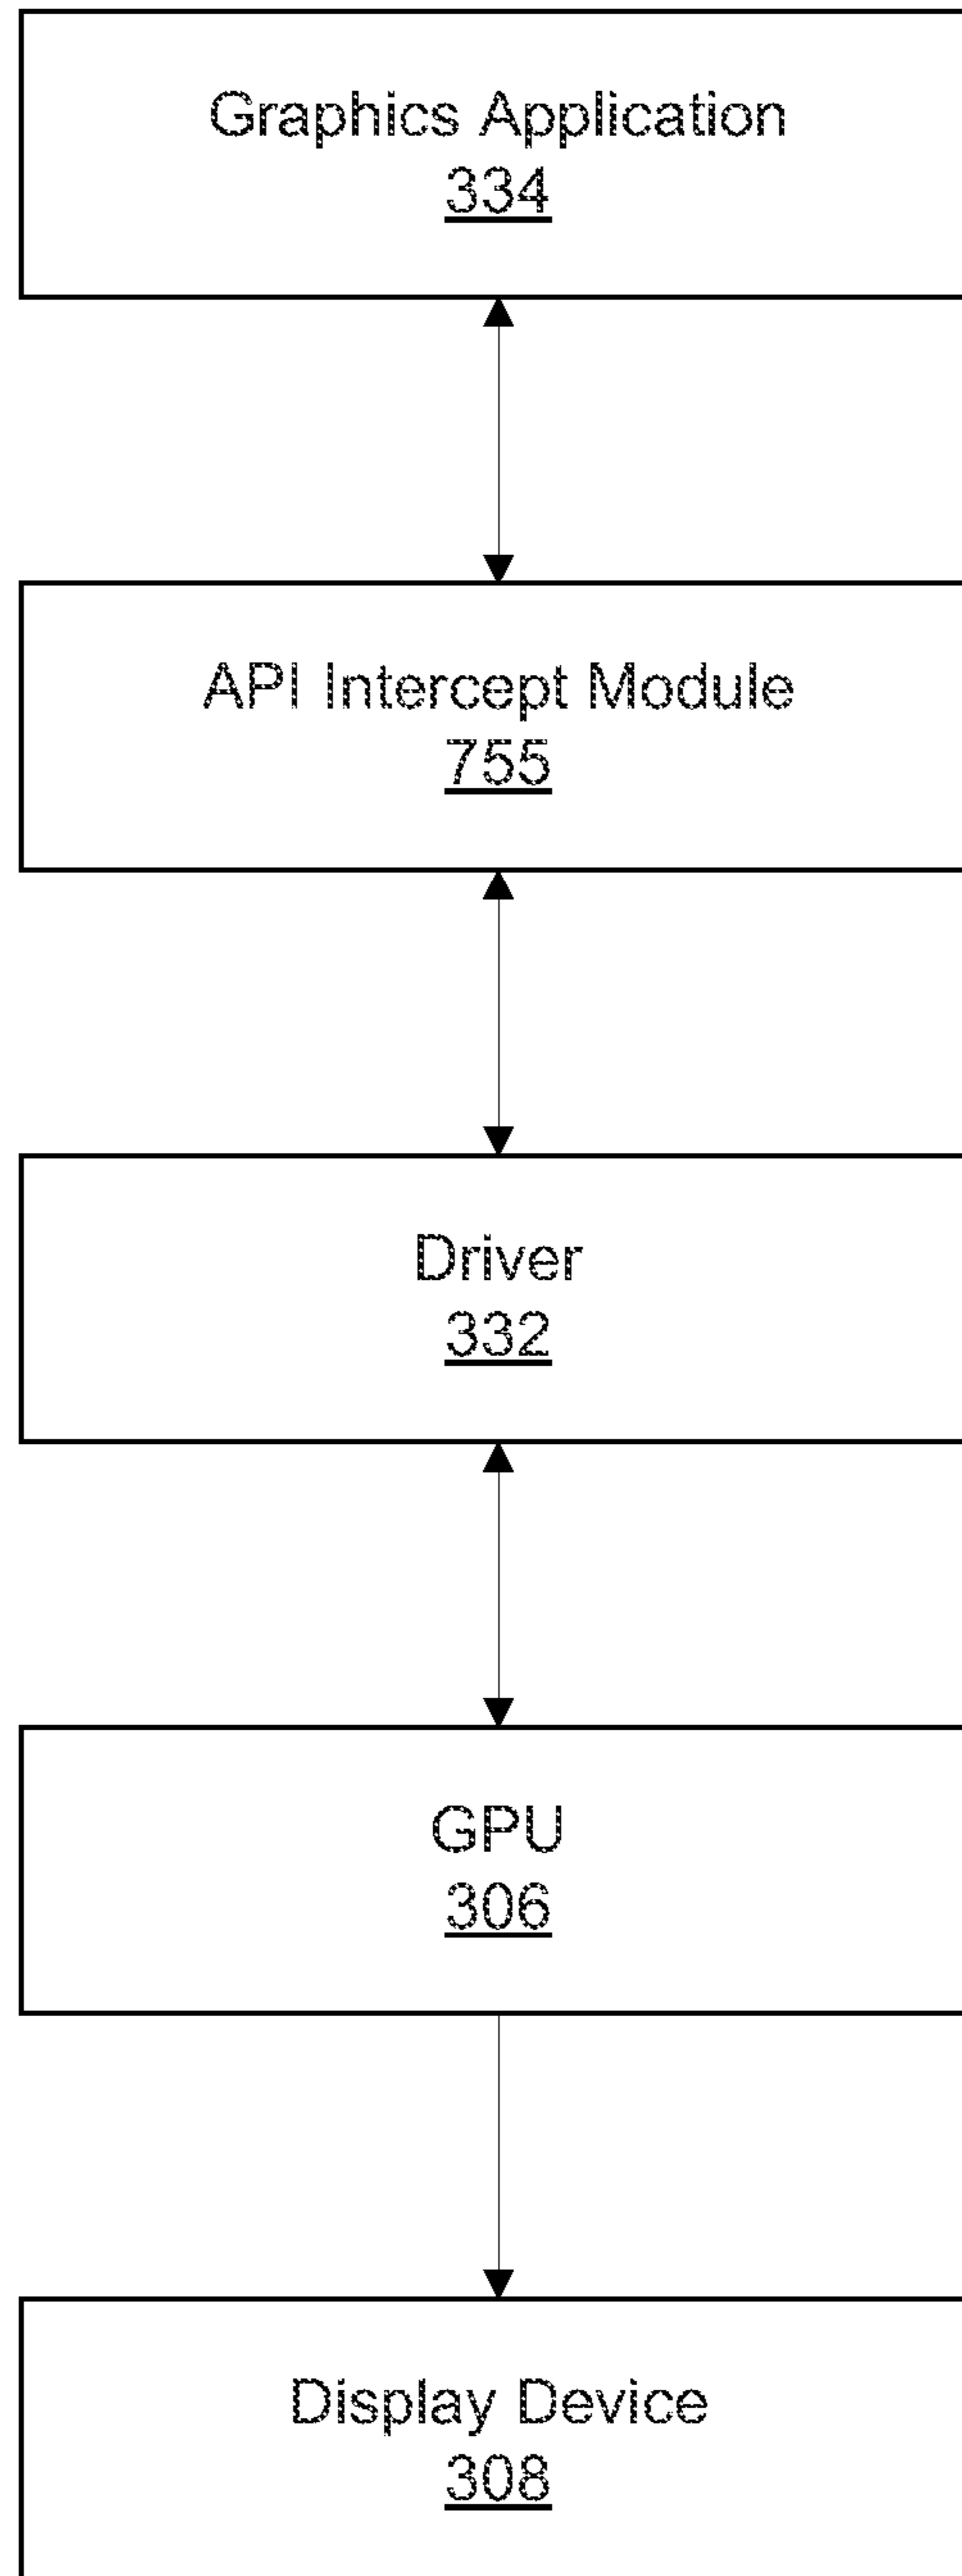 Graphics Application
334
API Intercept Module
755
Driver
332
GPU
306
Display Device
308